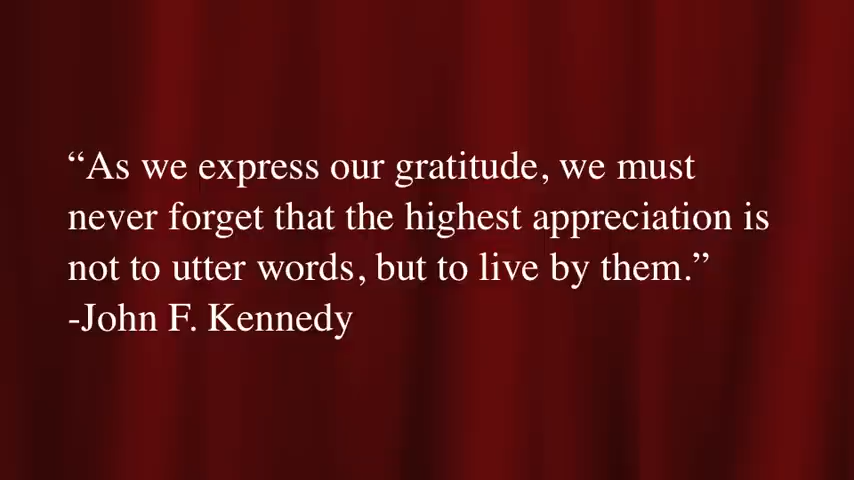 “As we express our gratitude, we must
never forget that the highest appreciation is
not to utter words, but to live by them.”
-John F. Kennedy